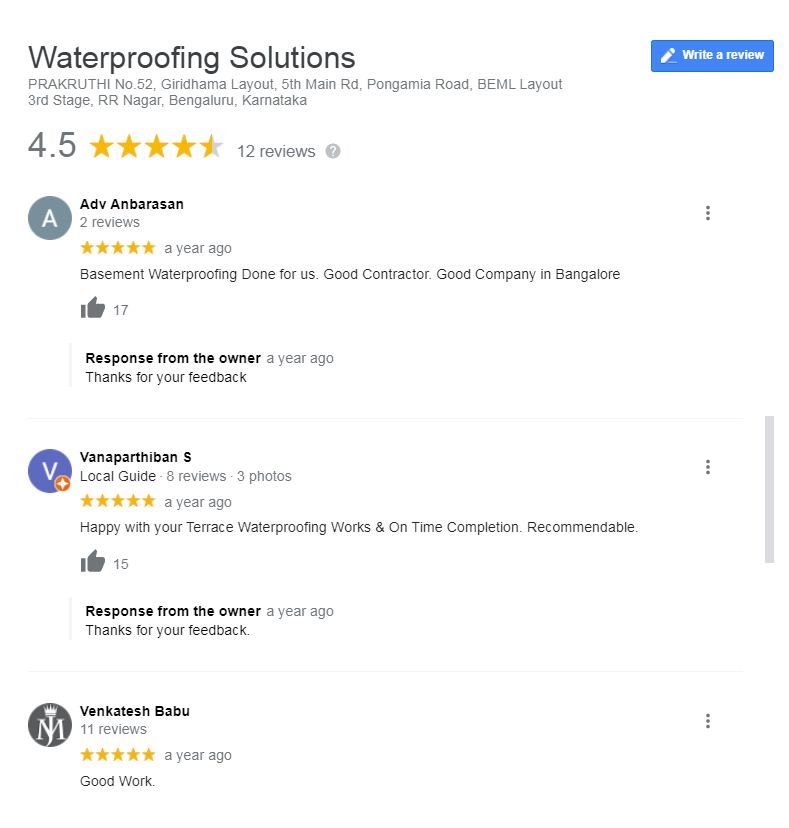 Waterproofing Solutions
Write a review
PRAKRUTHI No.52, Giridhama Layout, 5th Main Rd, Pongamia Road, BEML Layout
3rd Stage, RR Nagar, Bengaluru, Karnataka
4.5 12 reviews ?
A
Adv Anbarasan
2 reviews
a year ago
Basement Waterproofing Done for us. Good Contractor. Good Company in Bangalore
17
Response from the owner a year ago
Thanks for your feedback
V
Vanaparthiban S
Local Guide · 8 reviews · 3 photos
a year ago
Happy with your Terrace Waterproofing Works & On Time Completion. Recommendable.
15
Response from the owner a year ago
Thanks for your feedback.
JM
Venkatesh Babu
11 reviews
a year ago
Good Work.